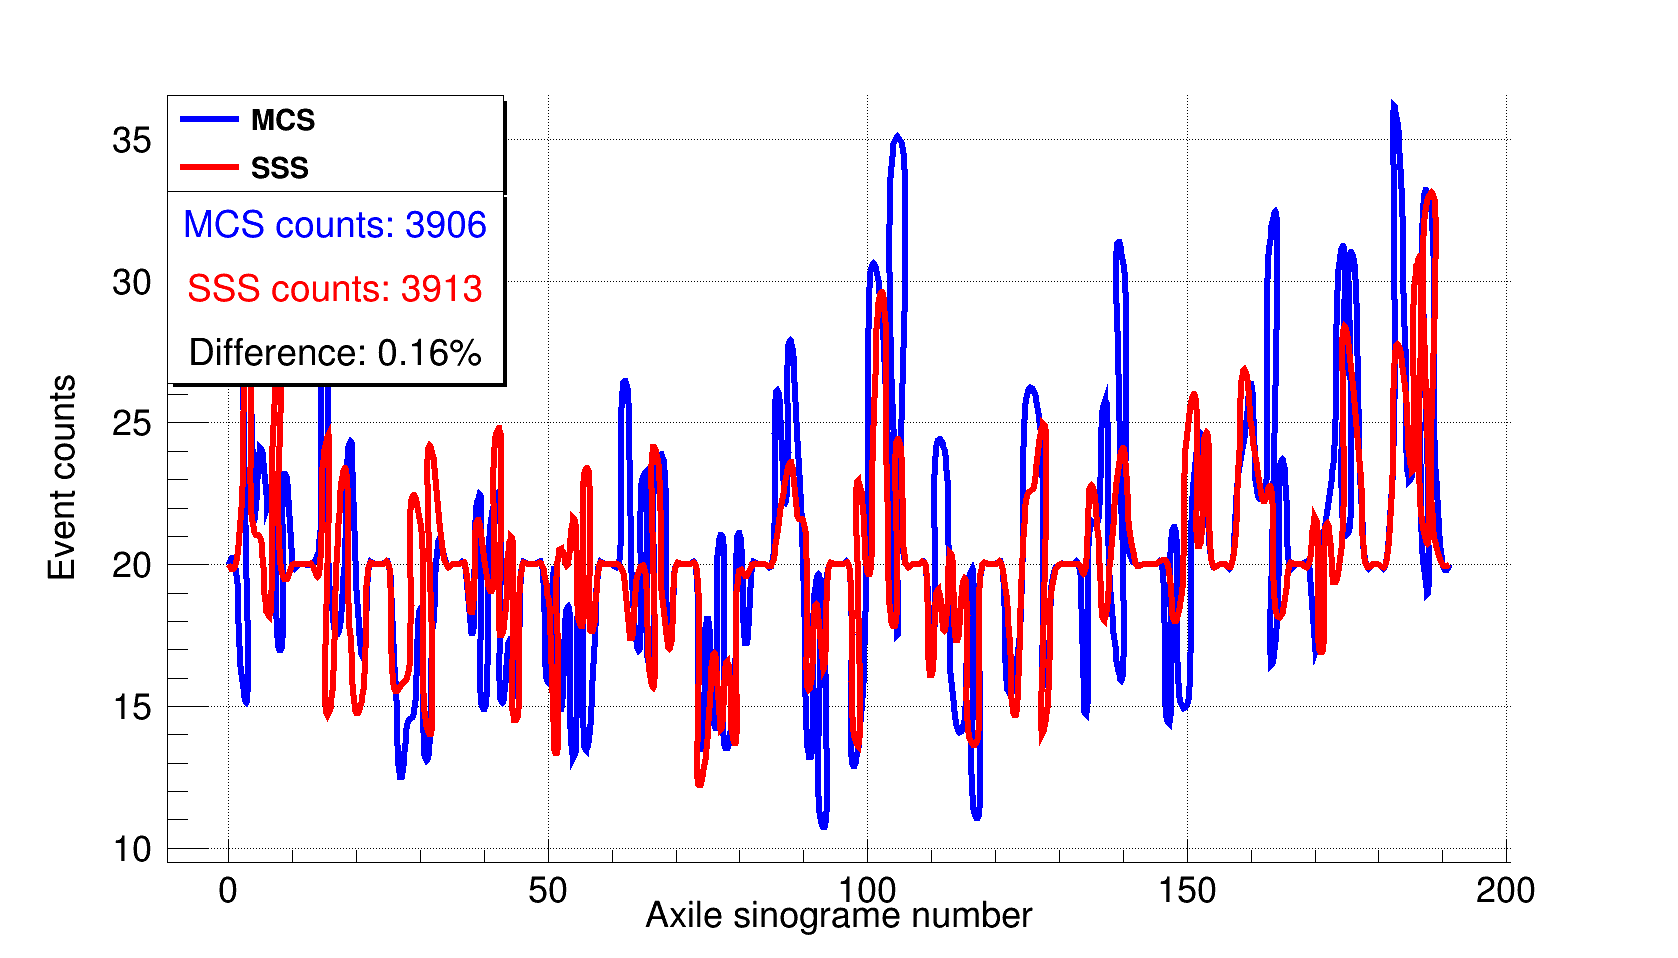 MCS
SSS
MCS counts: 3906
SSS counts: 3913
Difference: 0.16%
Event counts
35
30
25
20
15
10
0 50 100 150 200
Axile sinograme number